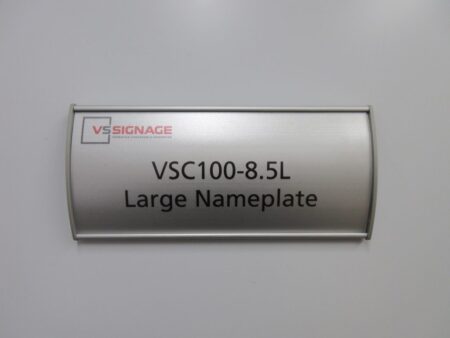 VSSIGNAGE
VSC100-8.5L
Large Nameplate